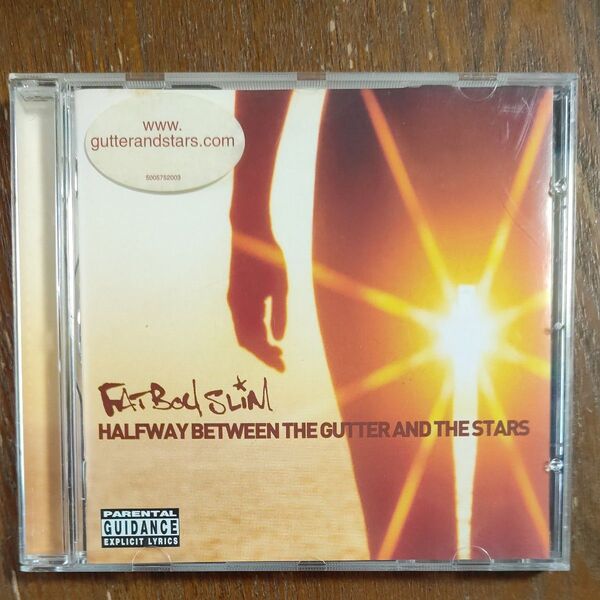 www.
gutterandstars.com
5005752003
FATBOY SLIM
HALFWAY BETWEEN THE GUTTER AND THE STARS
PARENTAL
GUIDANCE
EXPLICIT LYRICS